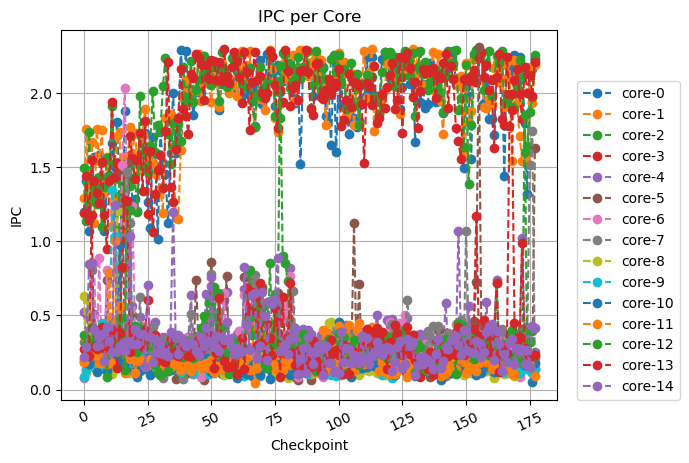 IPC per Core
IPC
2.0
1.5
1.0
0.5
0.0
0
25
50
75
100
125
150
175
Checkpoint
core-0
core-1
core-2
core-3
core-4
core-5
core-6
core-7
core-8
core-9
core-10
core-11
core-12
core-13
core-14